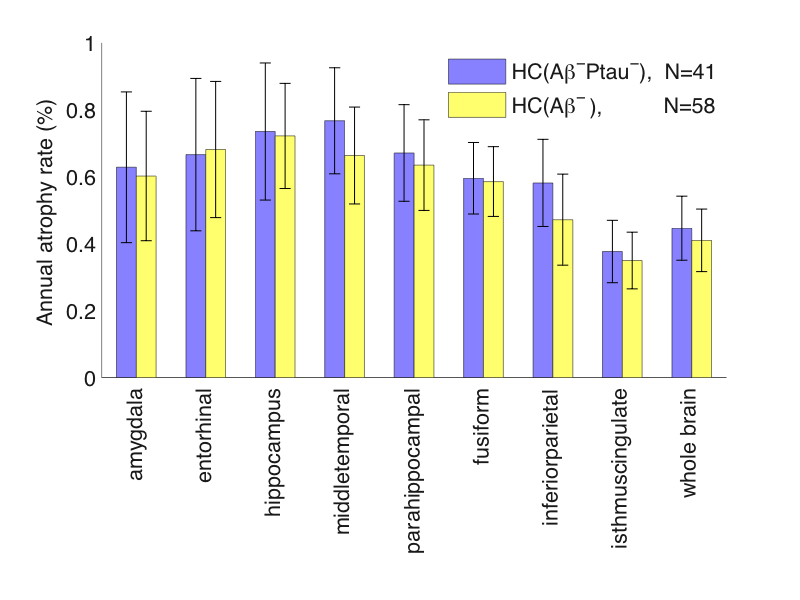 1
0.8
0.6
0.4
0.2
0
Annual atrophy rate (%)
HC(Aβ⁻Ptau⁻), N=41
HC(Aβ⁻ ), N=58
amygdala
entorhinal
hippocampus
middletemporal
parahippocampal
fusiform
inferiorparietal
isthmuscingulate
whole brain